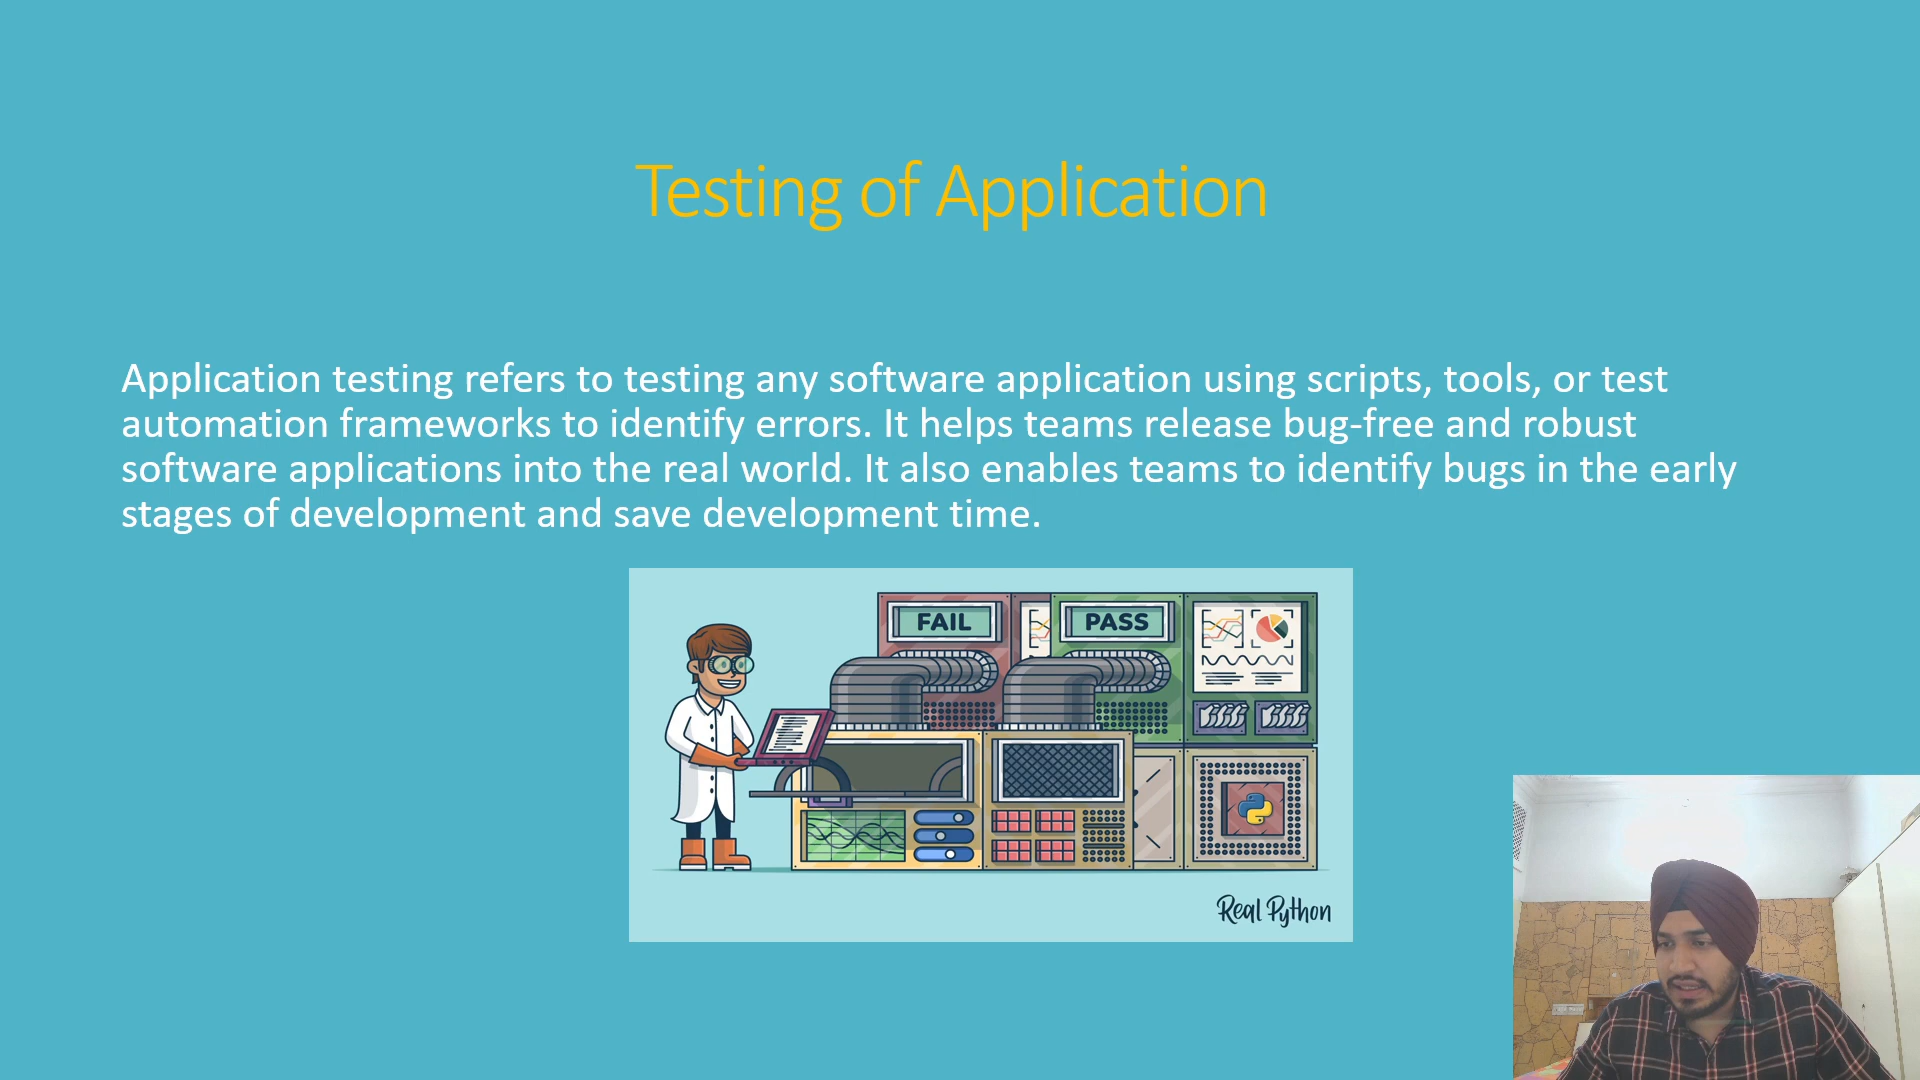 Testing of Application
Application testing refers to testing any software application using scripts, tools, or test
automation frameworks to identify errors. It helps teams release bug-free and robust
software applications into the real world. It also enables teams to identify bugs in the early
stages of development and save development time.
FAIL
PASS
Real Python